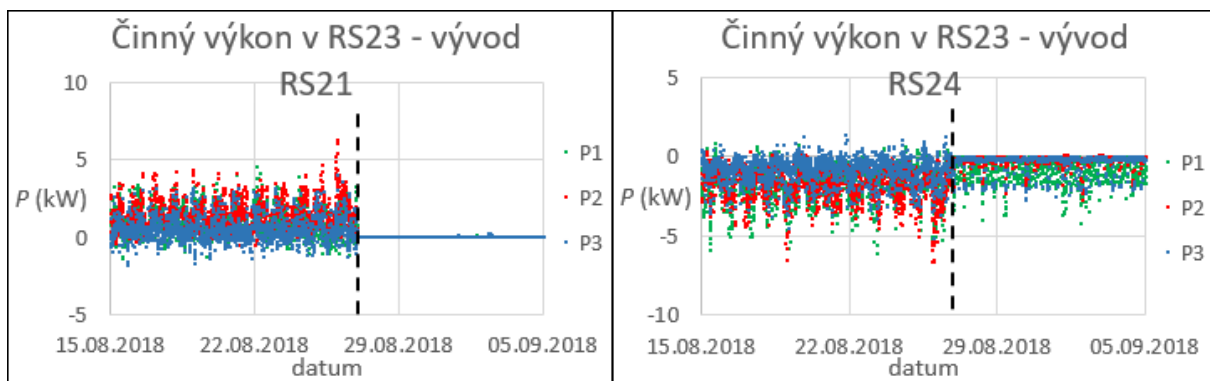 Činný výkon v RS23 - vývod
RS21
10
5
0
-5
P (kW)
15.08.2018
22.08.2018
29.08.2018
05.09.2018
datum
P1
P2
P3
Činný výkon v RS23 - vývod
RS24
5
0
-5
-10
P (kW)
15.08.2018
22.08.2018
29.08.2018
05.09.2018
datum
P1
P2
P3